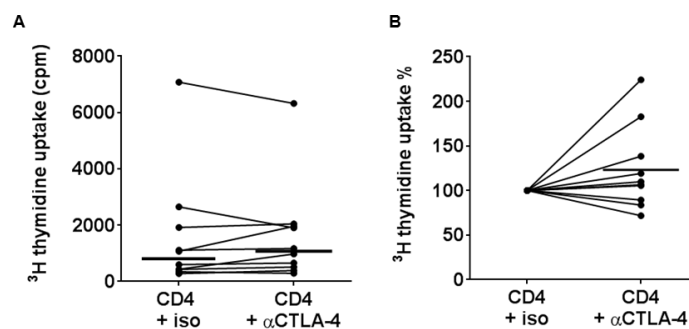 A
³H thymidine uptake (cpm)
8000
6000
4000
2000
0
CD4
+ iso
CD4
+ αCTLA-4
B
³H thymidine uptake %
250
200
150
100
50
0
CD4
+ iso
CD4
+ αCTLA-4